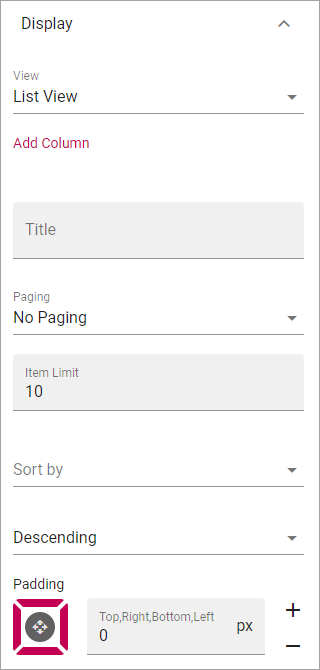 Display
View
List View
Add Column
Title
Paging
No Paging
Item Limit
10
Sort by
Descending
Padding
Top,Right,Bottom,Left
0 px